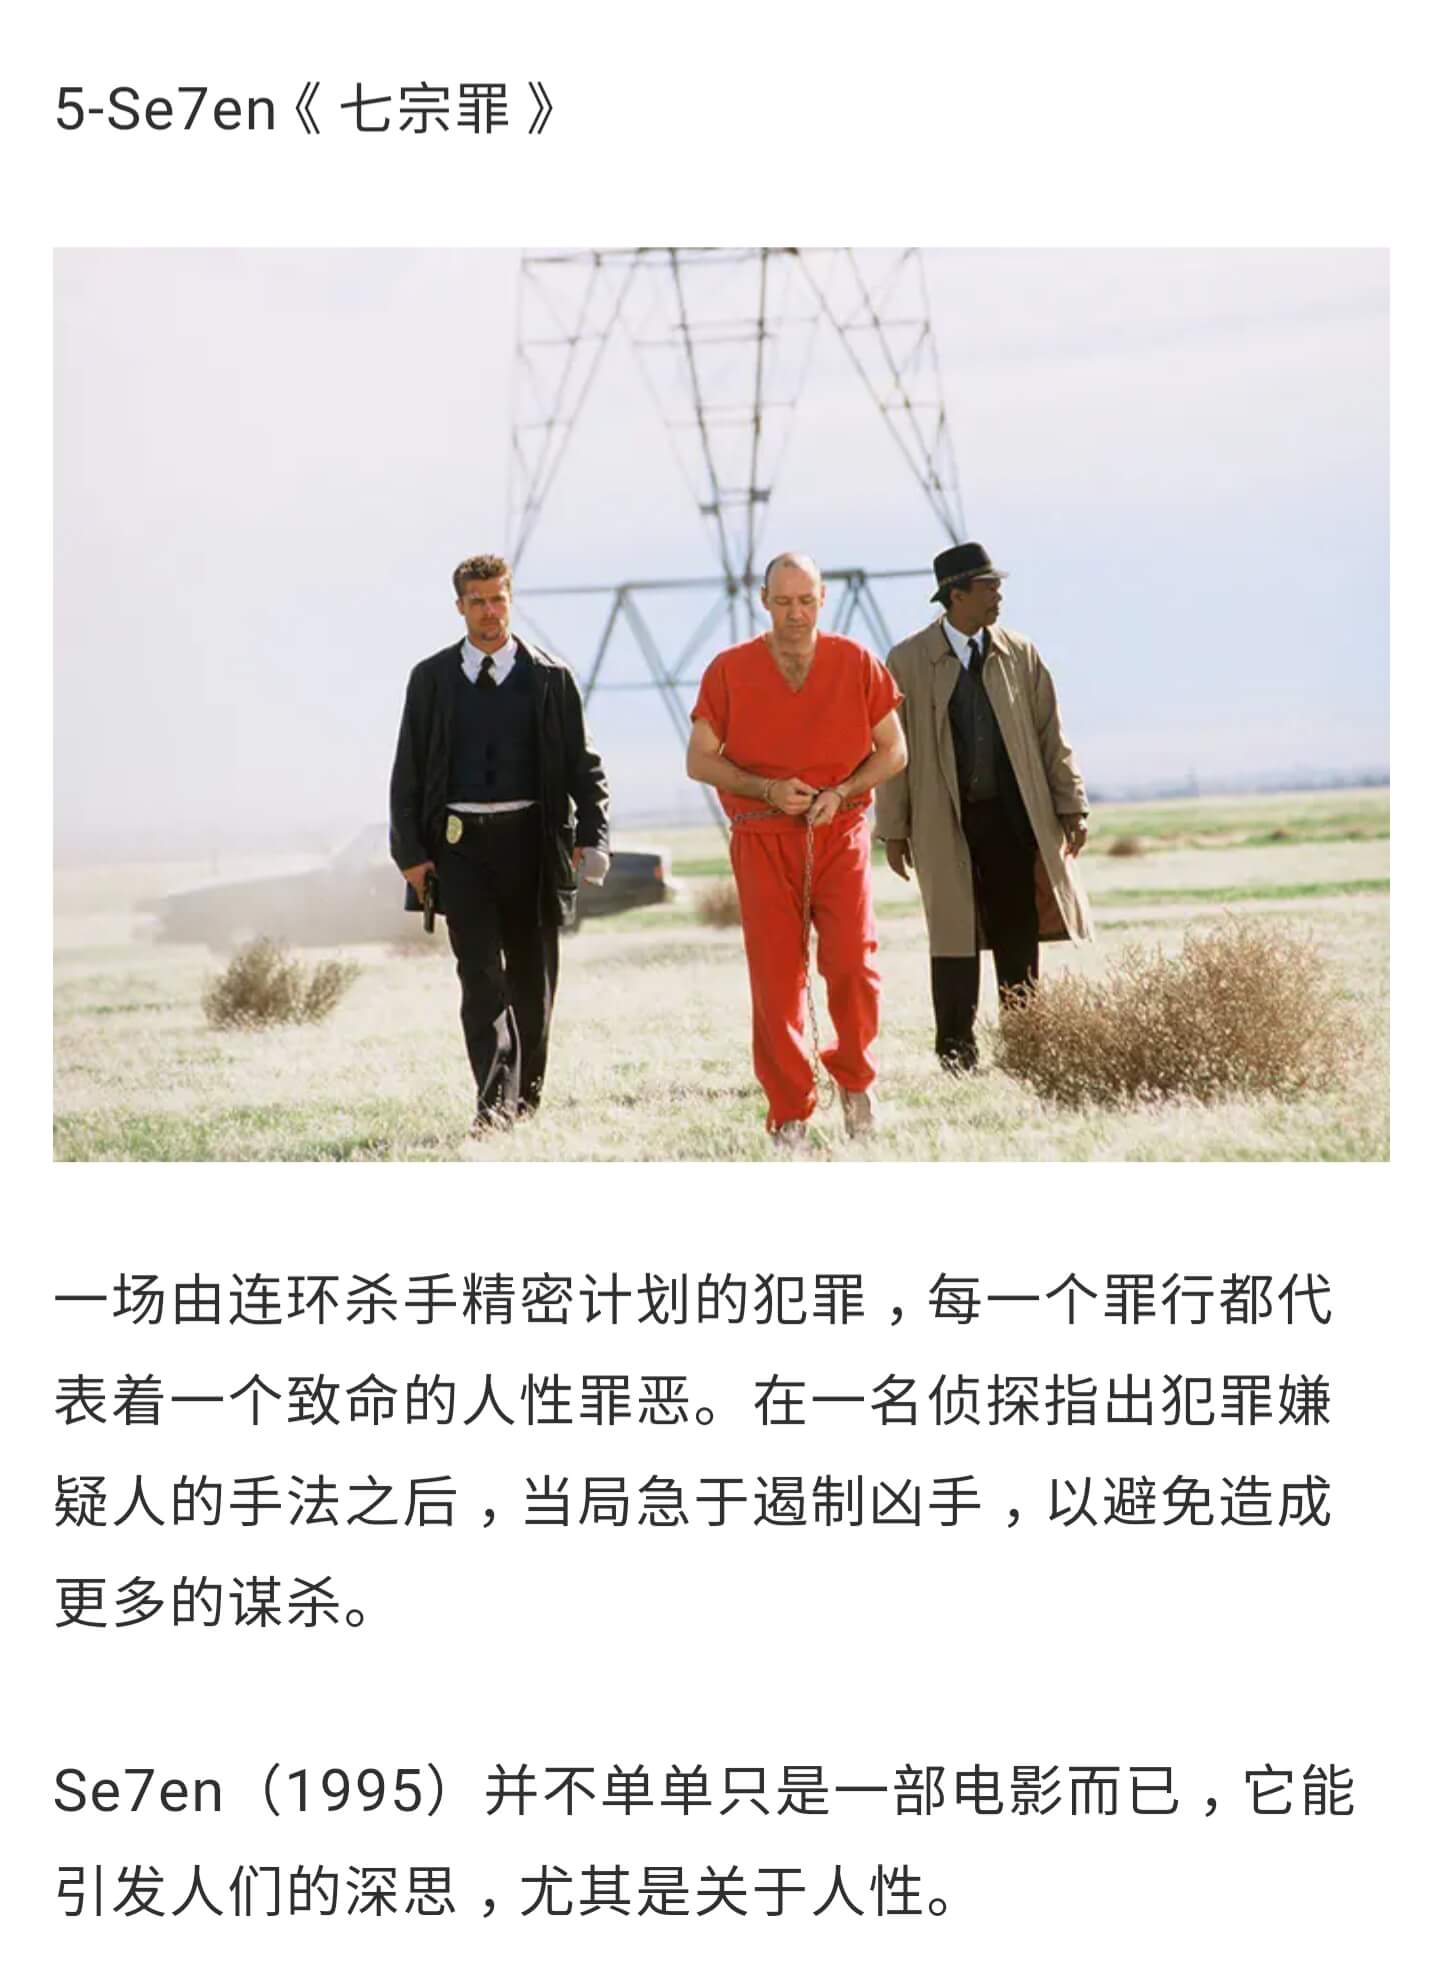 5-Se7en《 七宗罪 》
一场由连环杀手精密计划的犯罪，每一个罪行都代
表着一个致命的人性罪恶。在一名侦探指出犯罪嫌
疑人的手法之后，当局急于遏制凶手，以避免造成
更多的谋杀。
Se7en（1995）并不单单只是一部电影而已，它能
引发人们的深思，尤其是关于人性。